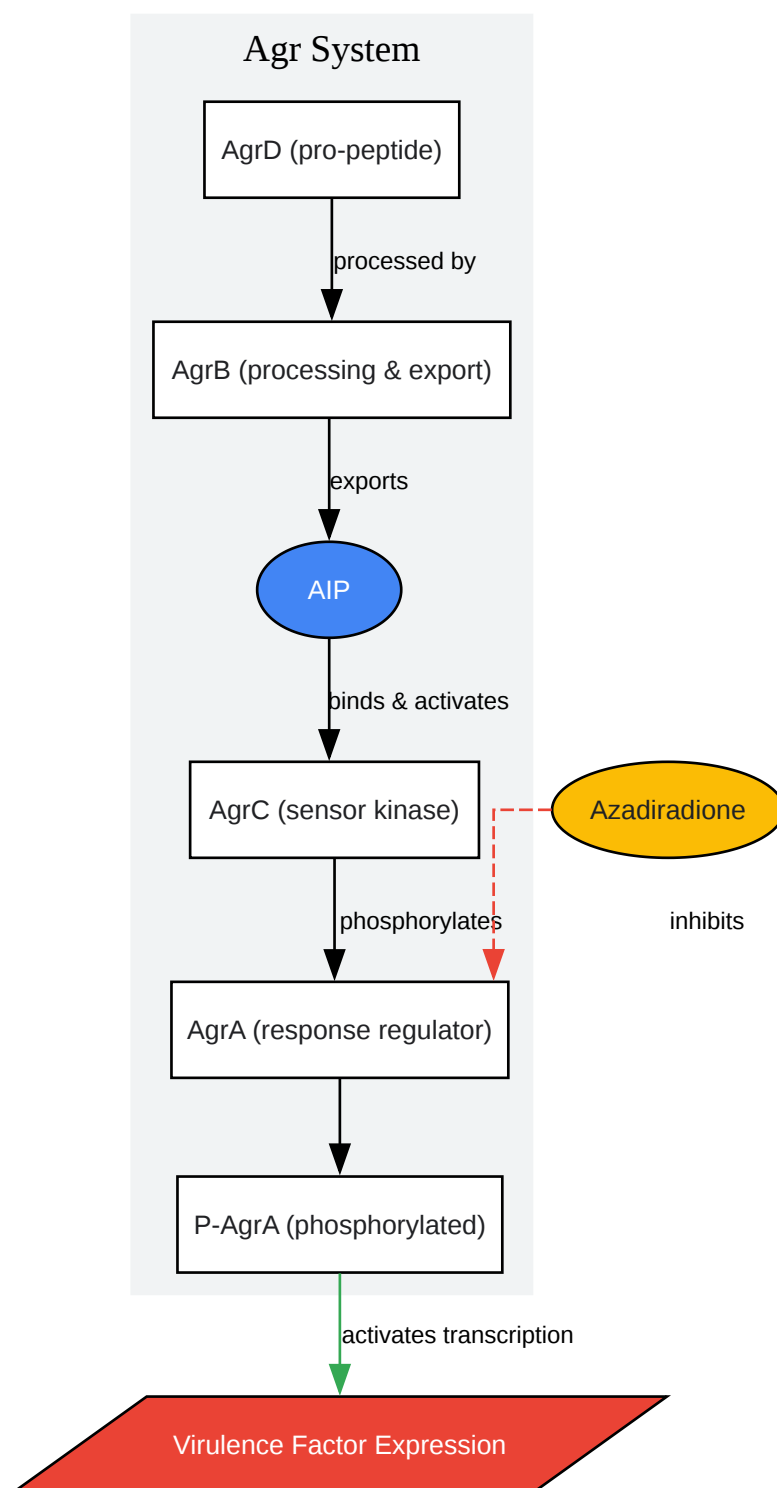 Agr System
AgrD (pro-peptide)
processed by
AgrB (processing & export)
exports
AIP
binds & activates
AgrC (sensor kinase)
Azadiradione
phosphorylates
inhibits
AgrA (response regulator)
P-AgrA (phosphorylated)
activates transcription
Virulence Factor Expression